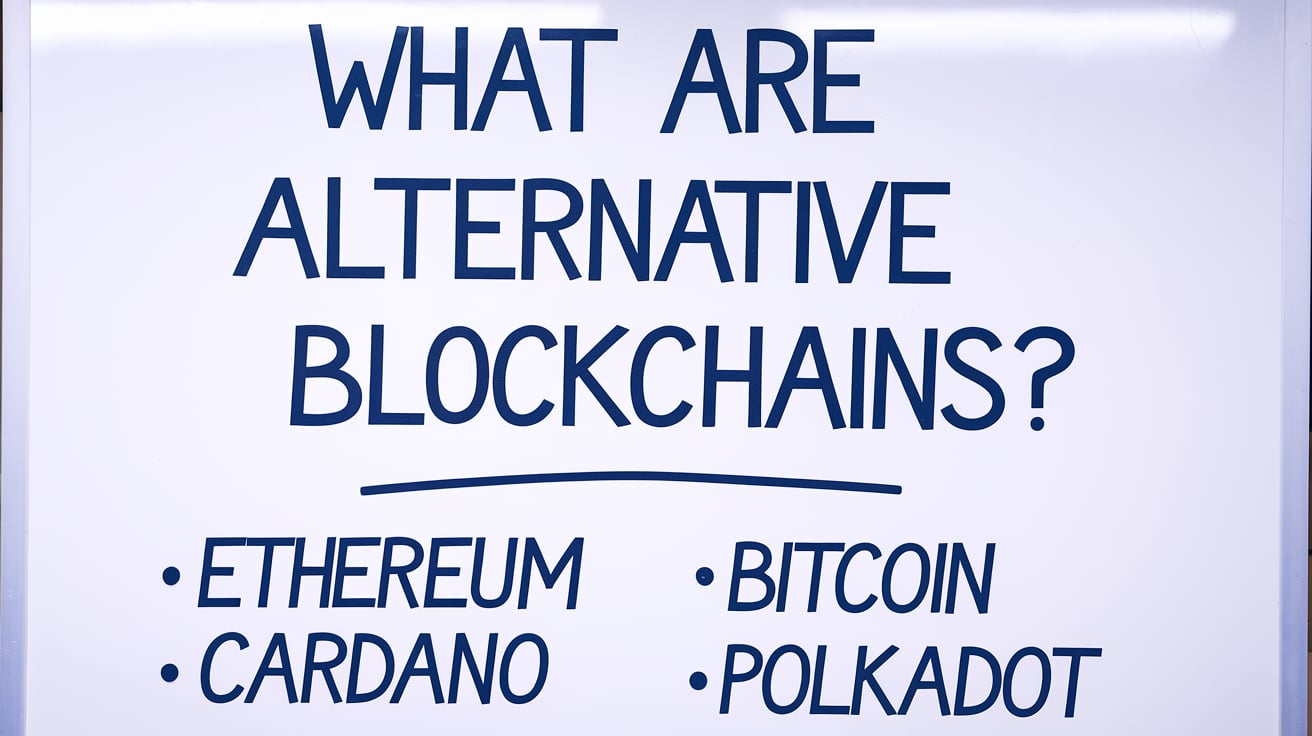 WHAT ARE
ALTERNATIVE
BLOCKCHAINS?
• ETHEREUM
• BITCOIN
• CARDANO
• POLKADOT